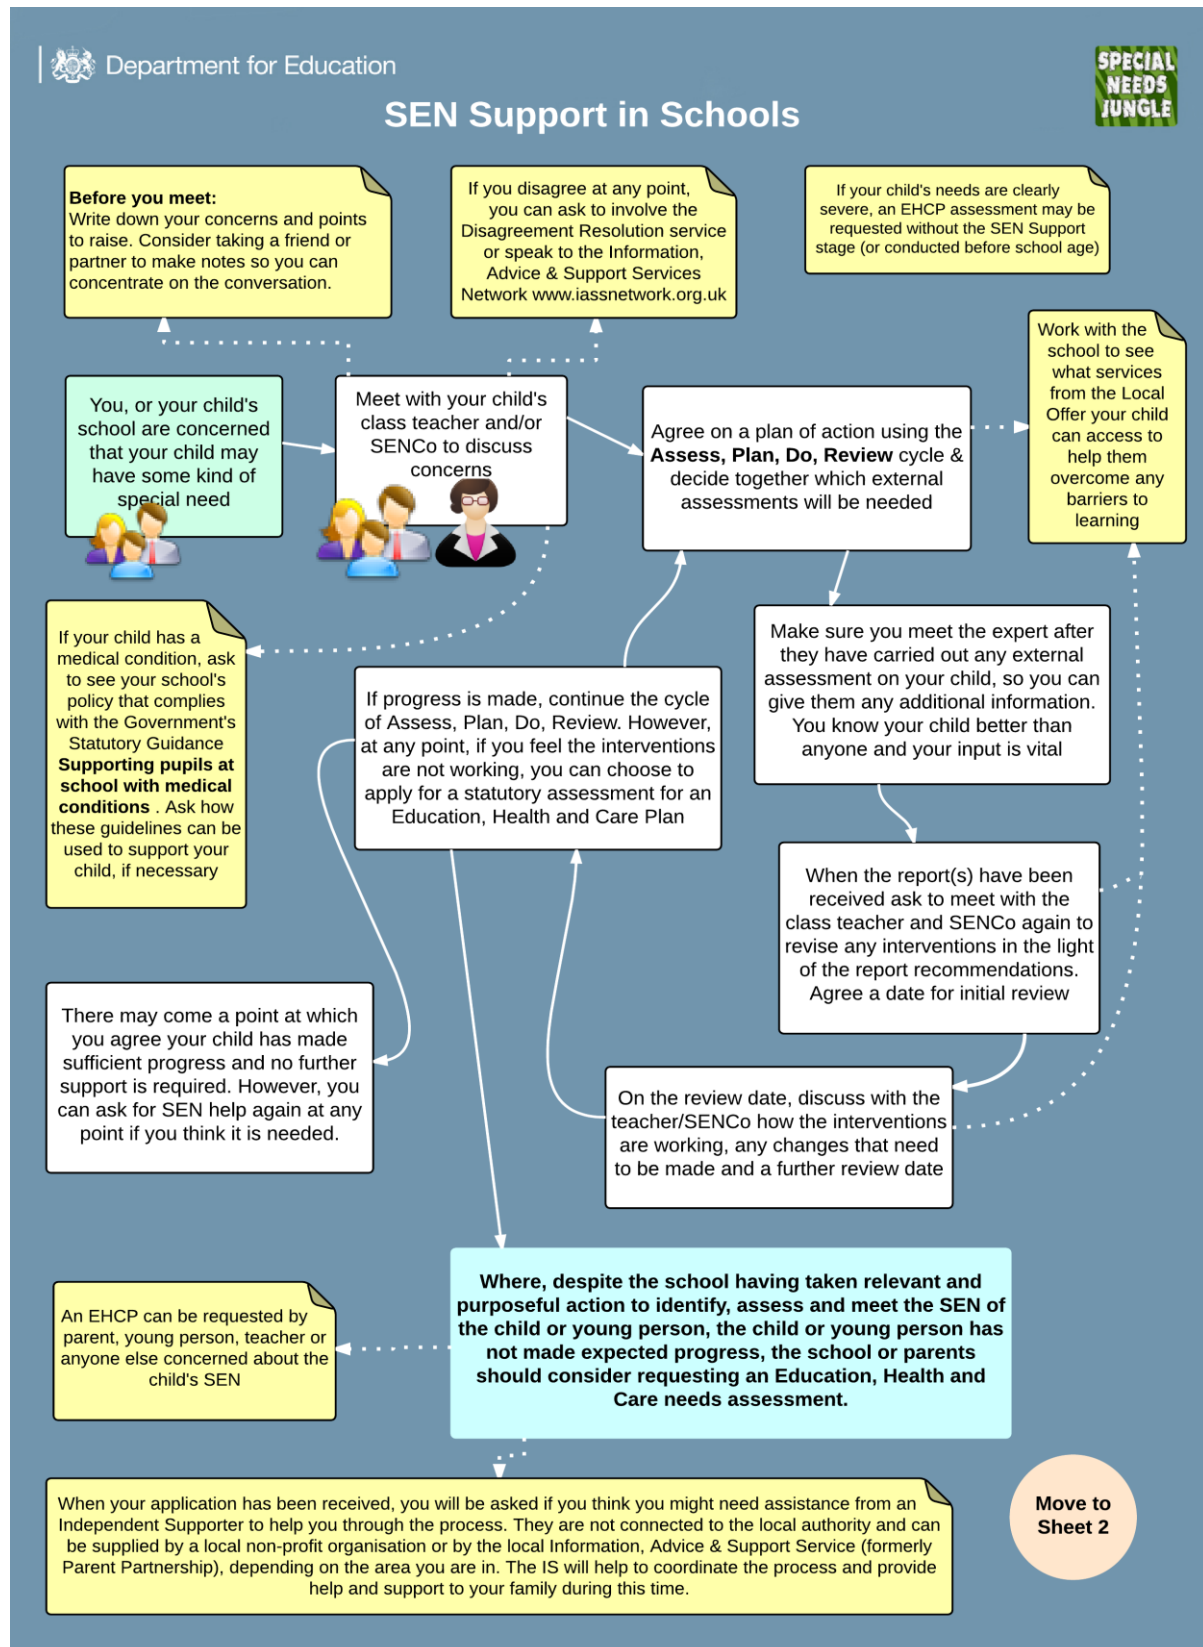 Department for Education
SPECIAL
NEEDS
JUNGLE
SEN Support in Schools
Before you meet:
Write down your concerns and points
to raise. Consider taking a friend or
partner to make notes so you can
concentrate on the conversation.
If you disagree at any point,
you can ask to involve the
Disagreement Resolution service
or speak to the Information,
Advice & Support Services
Network www.iassnetwork.org.uk
If your child's needs are clearly
severe, an EHCP assessment may be
requested without the SEN Support
stage (or conducted before school age)
You, or your child's
school are concerned
that your child may
have some kind of
special need
Meet with your child's
class teacher and/or
SENCo to discuss
concerns
Agree on a plan of action using the
Assess, Plan, Do, Review cycle &
decide together which external
assessments will be needed
Work with the
school to see
what services
from the Local
Offer your child
can access to
help them
overcome any
barriers to
learning
If your child has a
medical condition, ask
to see your school's
policy that complies
with the Government's
Statutory Guidance
Supporting pupils at
school with medical
conditions . Ask how
these guidelines can be
used to support your
child, if necessary
If progress is made, continue the cycle
of Assess, Plan, Do, Review. However,
at any point, if you feel the interventions
are not working, you can choose to
apply for a statutory assessment for an
Education, Health and Care Plan
Make sure you meet the expert after
they have carried out any external
assessment on your child, so you can
give them any additional information.
You know your child better than
anyone and your input is vital
When the report(s) have been
received ask to meet with the
class teacher and SENCo again to
revise any interventions in the light
of the report recommendations.
Agree a date for initial review
There may come a point at which
you agree your child has made
sufficient progress and no further
support is required. However, you
can ask for SEN help again at any
point if you think it is needed.
On the review date, discuss with the
teacher/SENCo how the interventions
are working, any changes that need
to be made and a further review date
Where, despite the school having taken relevant and
purposeful action to identify, assess and meet the SEN of
the child or young person, the child or young person has
not made expected progress, the school or parents
should consider requesting an Education, Health and
Care needs assessment.
An EHCP can be requested by
parent, young person, teacher or
anyone else concerned about the
child's SEN
When your application has been received, you will be asked if you think you might need assistance from an
Independent Supporter to help you through the process. They are not connected to the local authority and can
be supplied by a local non-profit organisation or by the local Information, Advice & Support Service (formerly
Parent Partnership), depending on the area you are in. The IS will help to coordinate the process and provide
help and support to your family during this time.
Move to
Sheet 2